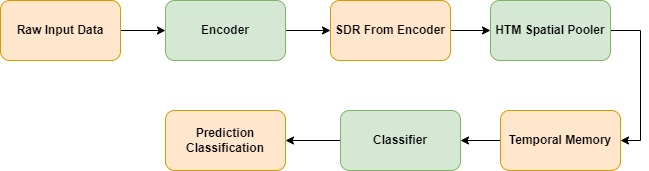 Raw Input Data
Encoder
SDR From Encoder
HTM Spatial Pooler
Temporal Memory
Classifier
Prediction
Classification